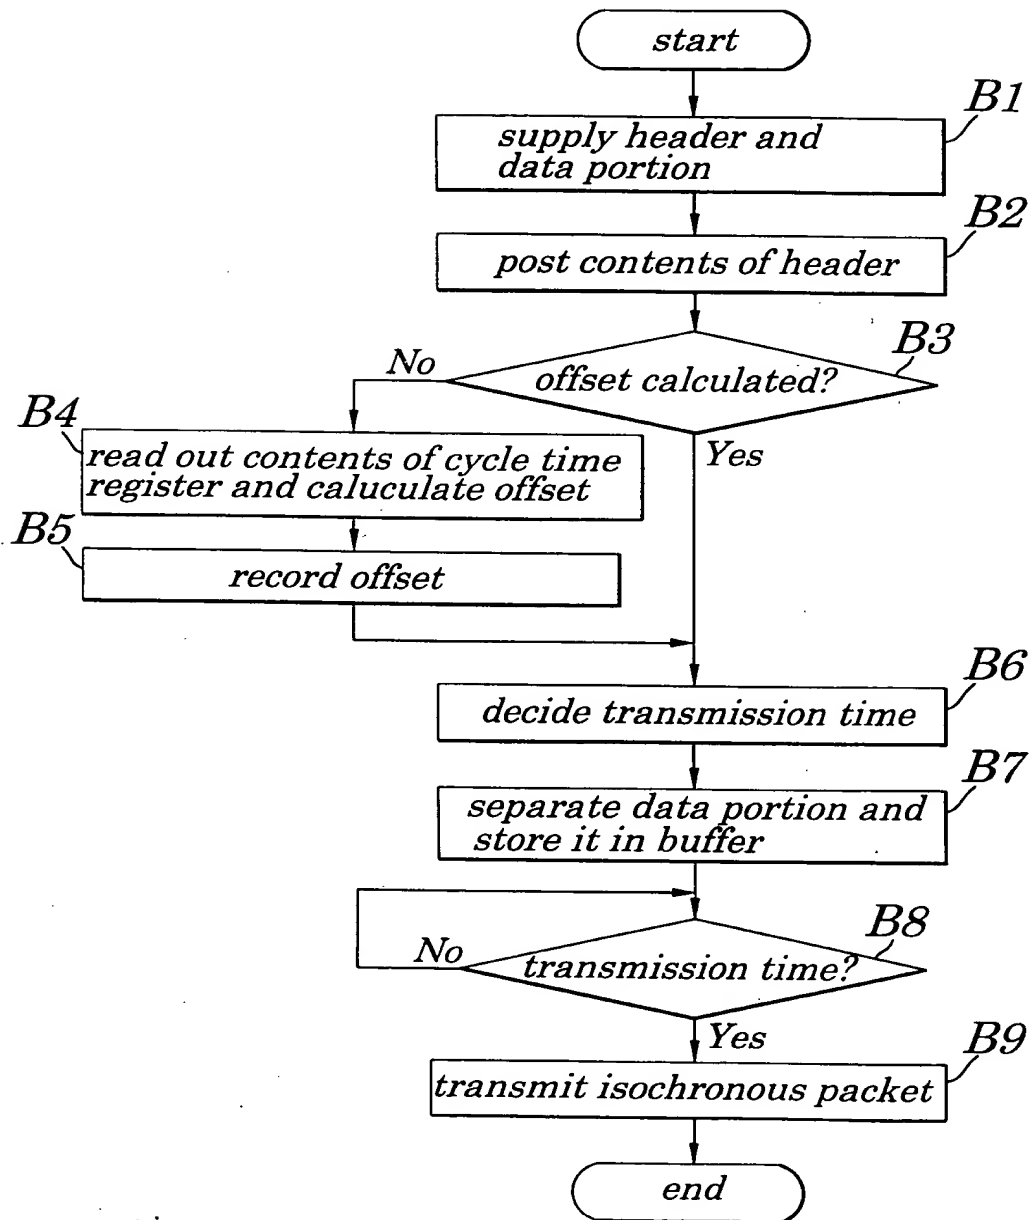 start
B1
supply header and
data portion
B2
post contents of header
B3
No
offset calculated?
Yes
B4
read out contents of cycle time
register and caluculate offset
B5
record offset
B6
decide transmission time
B7
separate data portion and
store it in buffer
B8
No
transmission time?
Yes
B9
transmit isochronous packet
end